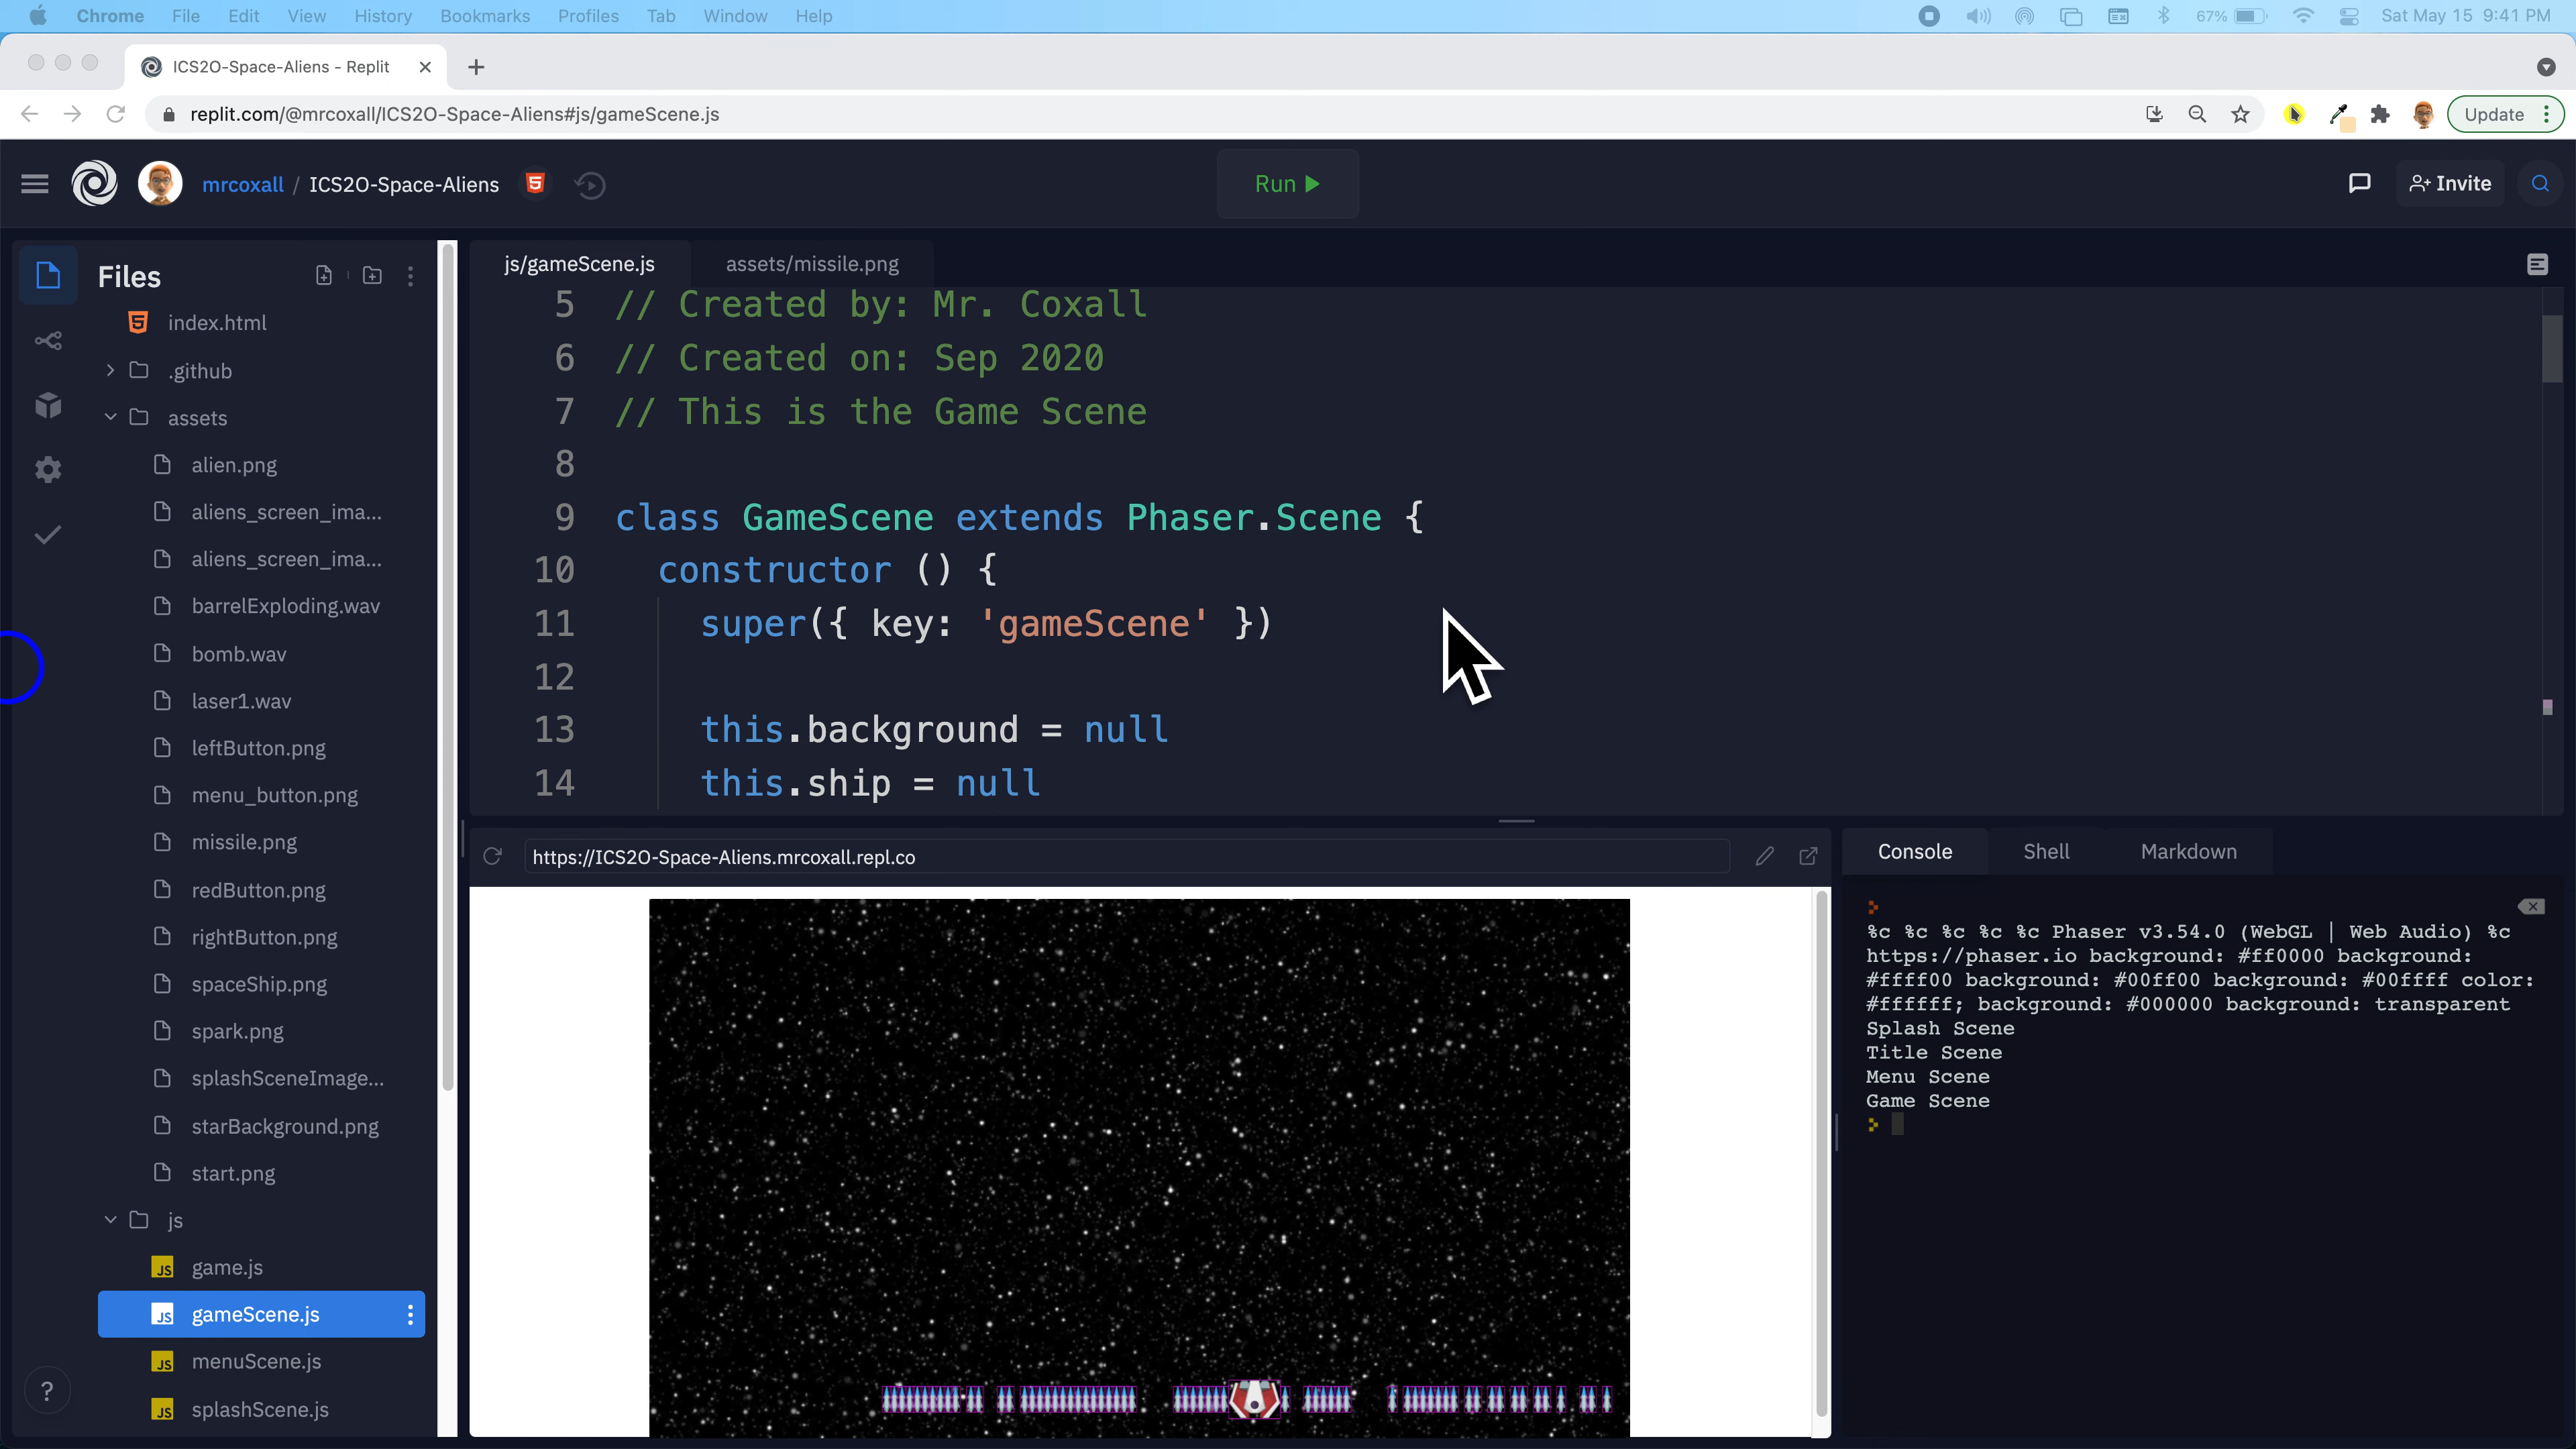 Chrome File Edit View History Bookmarks Profiles Tab Window Help
67% Sat May 15 9:41 PM
ICS2O-Space-Aliens - Replit
replit.com/@mrcoxall/ICS2O-Space-Aliens#js/gameScene.js
Update
mrcoxall / ICS2O-Space-Aliens
Run
Invite
Files
index.html
.github
assets
alien.png
aliens_screen_ima...
aliens_screen_ima...
barrelExploding.wav
bomb.wav
laser1.wav
leftButton.png
menu_button.png
missile.png
redButton.png
rightButton.png
spaceShip.png
spark.png
splashSceneImage...
starBackground.png
start.png
js
JS game.js
JS gameScene.js
JS menuScene.js
JS splashScene.js
?
js/gameScene.js assets/missile.png
5 // Created by: Mr. Coxall
6 // Created on: Sep 2020
7 // This is the Game Scene
8
9 class GameScene extends Phaser.Scene {
10 constructor () {
11 super({ key: 'gameScene' })
12
13 this.background = null
14 this.ship = null
https://ICS2O-Space-Aliens.mrcoxall.repl.co
Console Shell Markdown
%c %c %c %c %c Phaser v3.54.0 (WebGL | Web Audio) %c
https://phaser.io background: #ff0000 background:
#ffff00 background: #00ff00 background: #00ffff color:
#ffffff; background: #000000 background: transparent
Splash Scene
Title Scene
Menu Scene
Game Scene